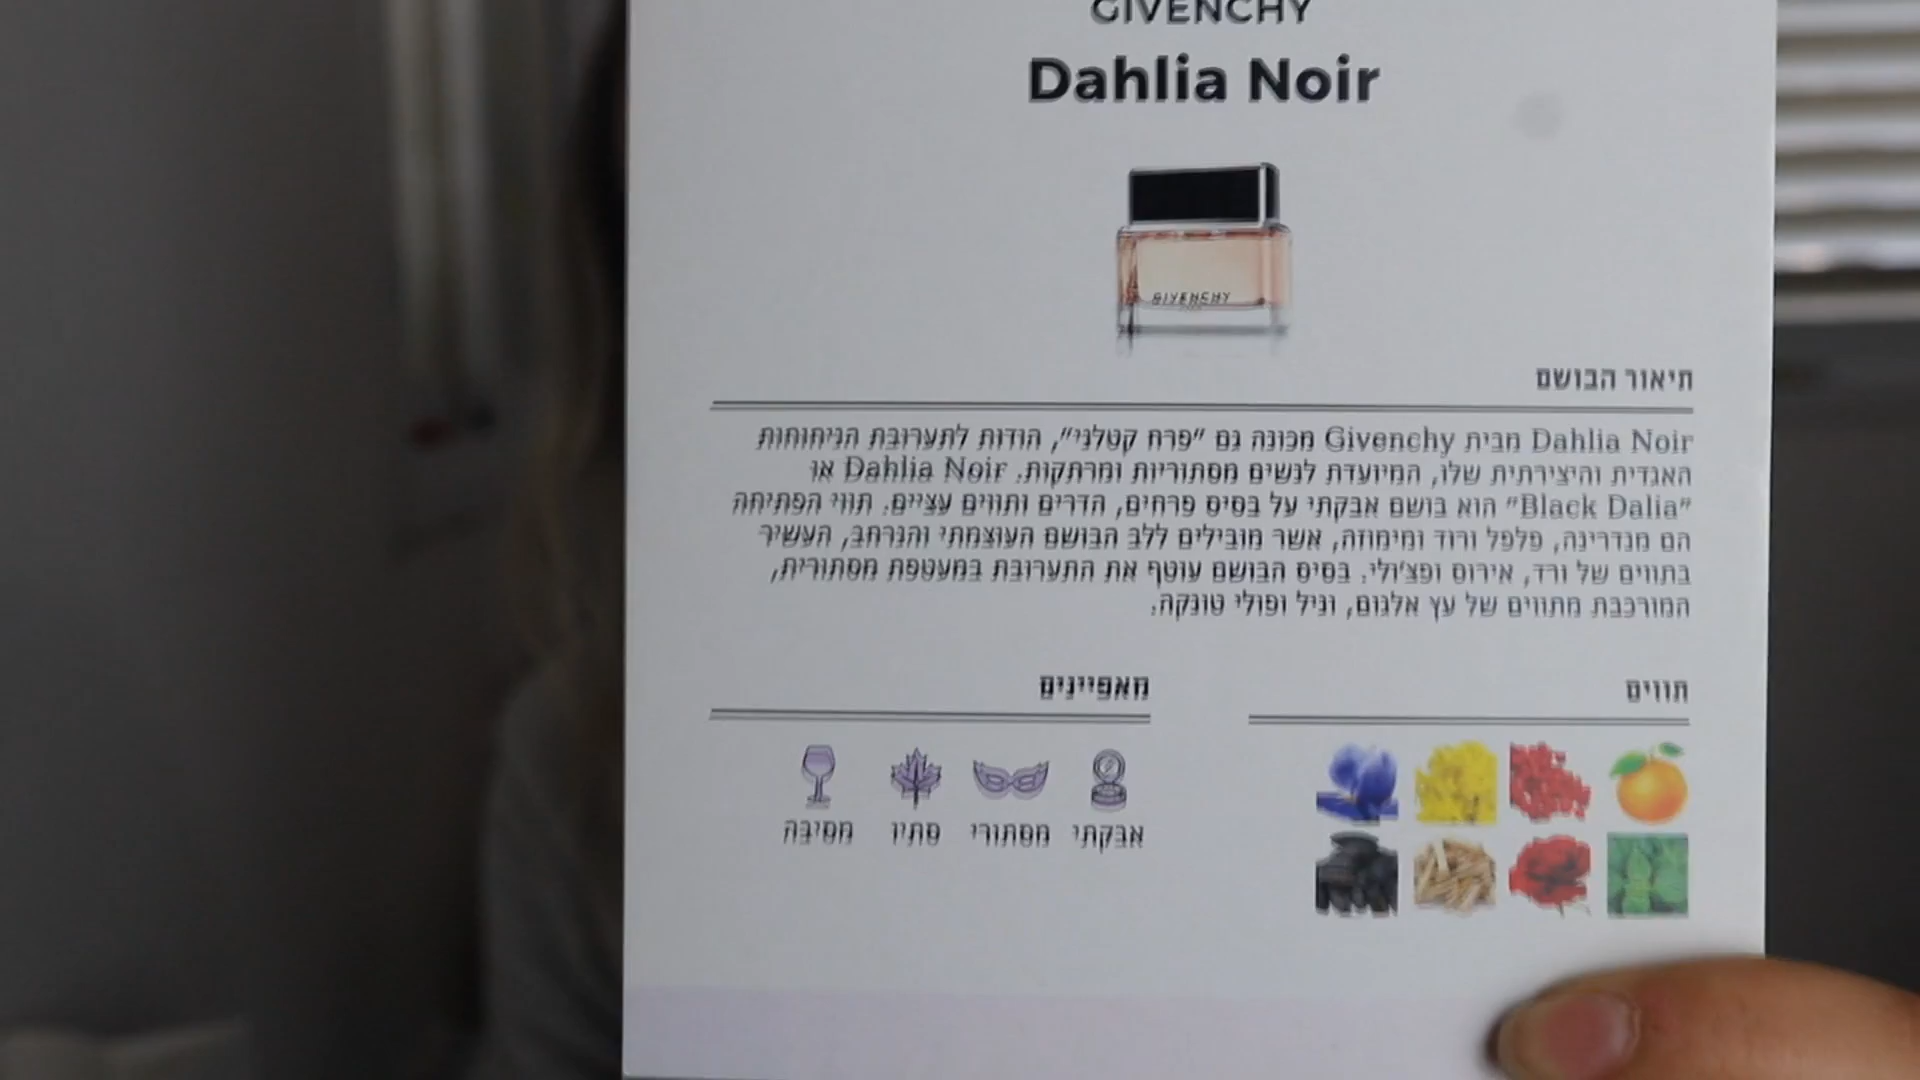 GIVENCHY
Dahlia Noir
GIVENCHY
תיאור הבושם
Dahlia Noir מבית Givenchy מכונה גם "פרח קטלני", הודות לתערובת הניחוחות
האגדית והיצירתית שלו, המיועדת לנשים מסתוריות ומרתקות. Dahlia Noir או
"Black Dalia" הוא בושם אבקתי על בסיס פרחים, הדרים ותווים עציים. תווי הפתיחה
הם מנדרינה, פלפל ורוד ומימוזה, אשר מובילים ללב הבושם העוצמתי והנרחב, העשיר
בתווים של ורד, אירוס ופצ'ולי. בסיס הבושם עוטף את התערובת במעטפת מסתורית,
המורכבת מתווים של עץ אלגום, וניל ופולי טונקה.
תווים
מאפיינים
אבקתי
מסתורי
סתיו
מסיבה